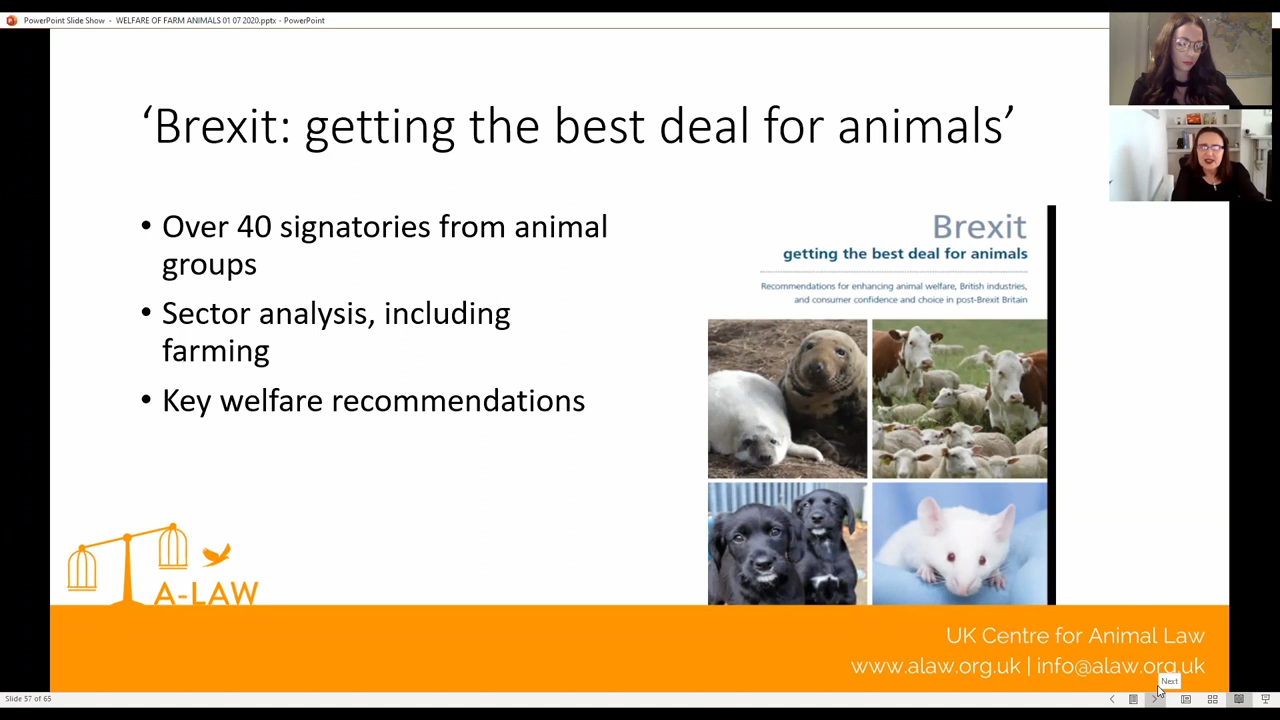 PowerPoint Slide Show - WELFARE OF FARM ANIMALS 01 07 2020.pptx - PowerPoint
‘Brexit: getting the best deal for animals’
• Over 40 signatories from animal
groups
• Sector analysis, including
farming
• Key welfare recommendations
Brexit
getting the best deal for animals
Recommendations for enhancing animal welfare, British industries,
and consumer confidence and choice in post-Brexit Britain
A-LAW
UK Centre for Animal Law
www.alaw.org.uk | info@alaw.org.uk
Next
Slide 57 of 65